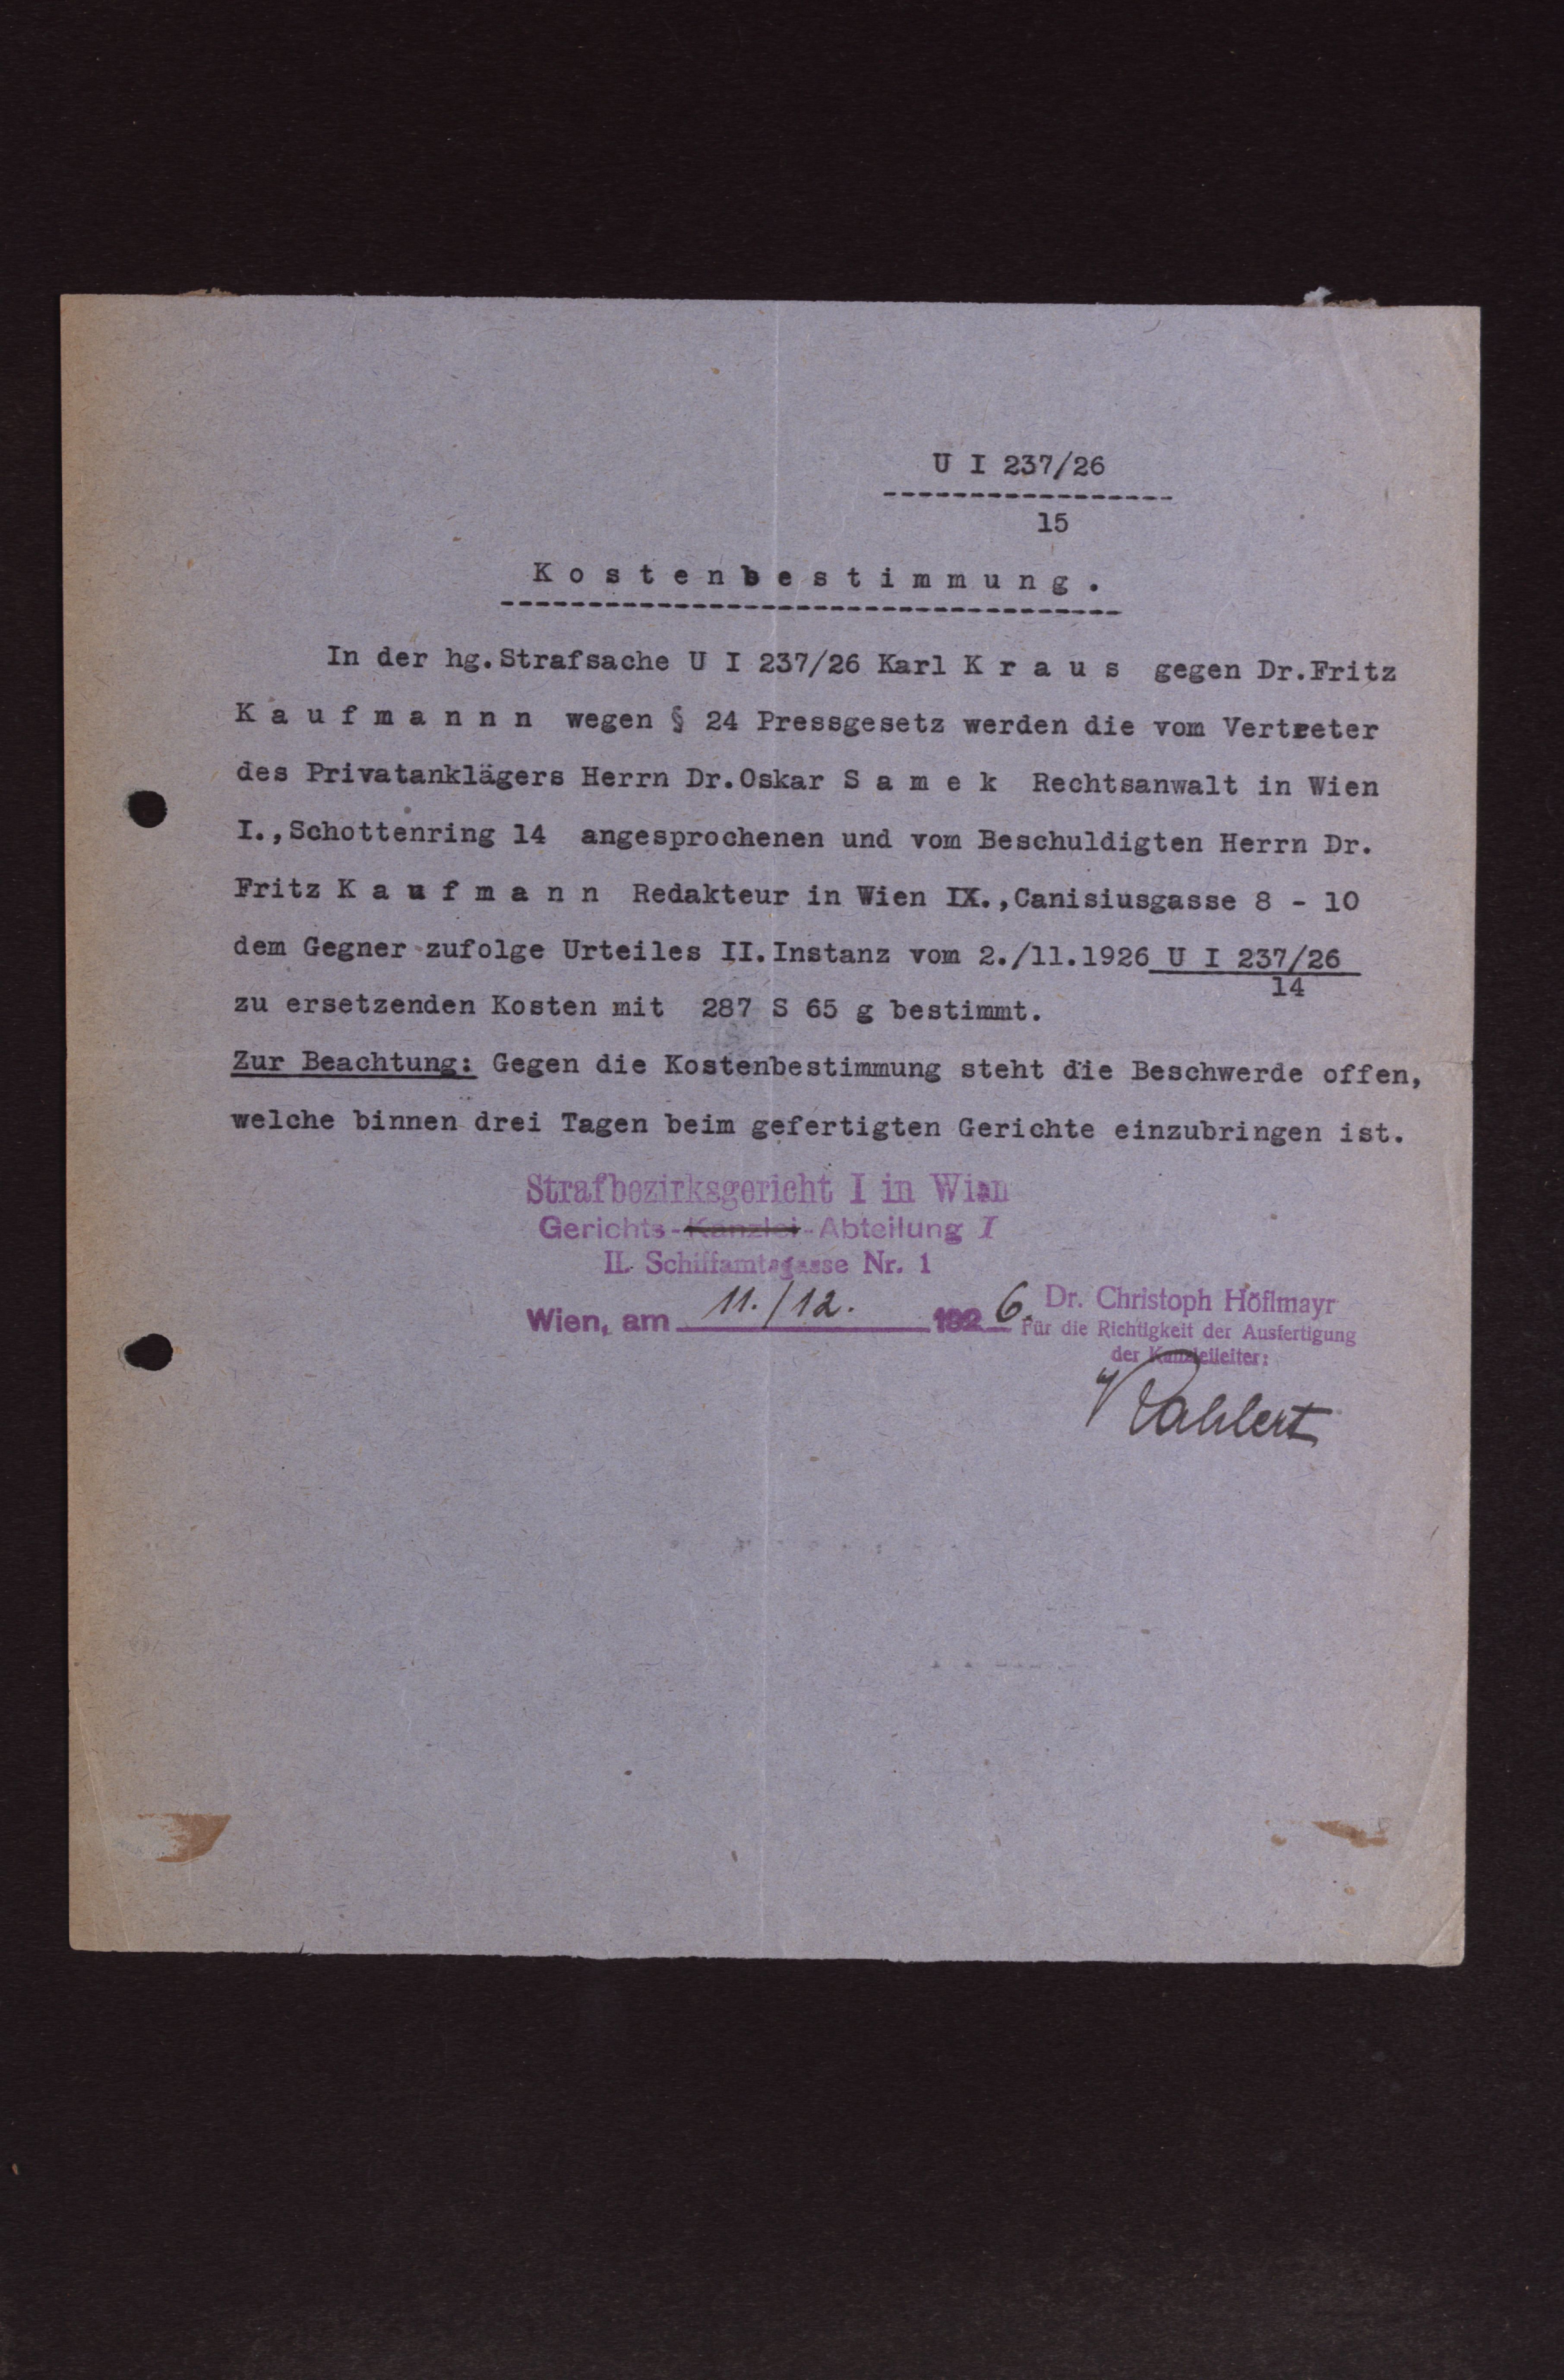 U I 237/26
15
Kostenbestimmung.
In der hg.Strafsache U I 237/26 Karl Kraus gegen Dr.Fritz
Kaufmannn wegen § 24 Pressgesetz werden die vom Vertreter
des Privatanklägers Herrn Dr.Oskar Samek Rechtsanwalt in Wien
I.,Schottenring 14 angesprochenen und vom Beschuldigten Herrn Dr.
Fritz Kaufmann Redakteur in Wien IX.,Canisiusgasse 8 - 10
dem Gegner zufolge Urteiles II.Instanz vom 2./11.1926 U I 237/26
14
zu ersetzenden Kosten mit 287 S 65 g bestimmt.
Zur Beachtung: Gegen die Kostenbestimmung steht die Beschwerde offen,
welche binnen drei Tagen beim gefertigten Gerichte einzubringen ist.
Strafbezirksgericht I in Wien
Gerichts-Kanzlei-Abteilung I
II. Schiffamtsgasse Nr. 1
Wien, am 11./12. 1926.
Dr. Christoph Höflmayr
Für die Richtigkeit der Ausfertigung
der Kanzleileiter: